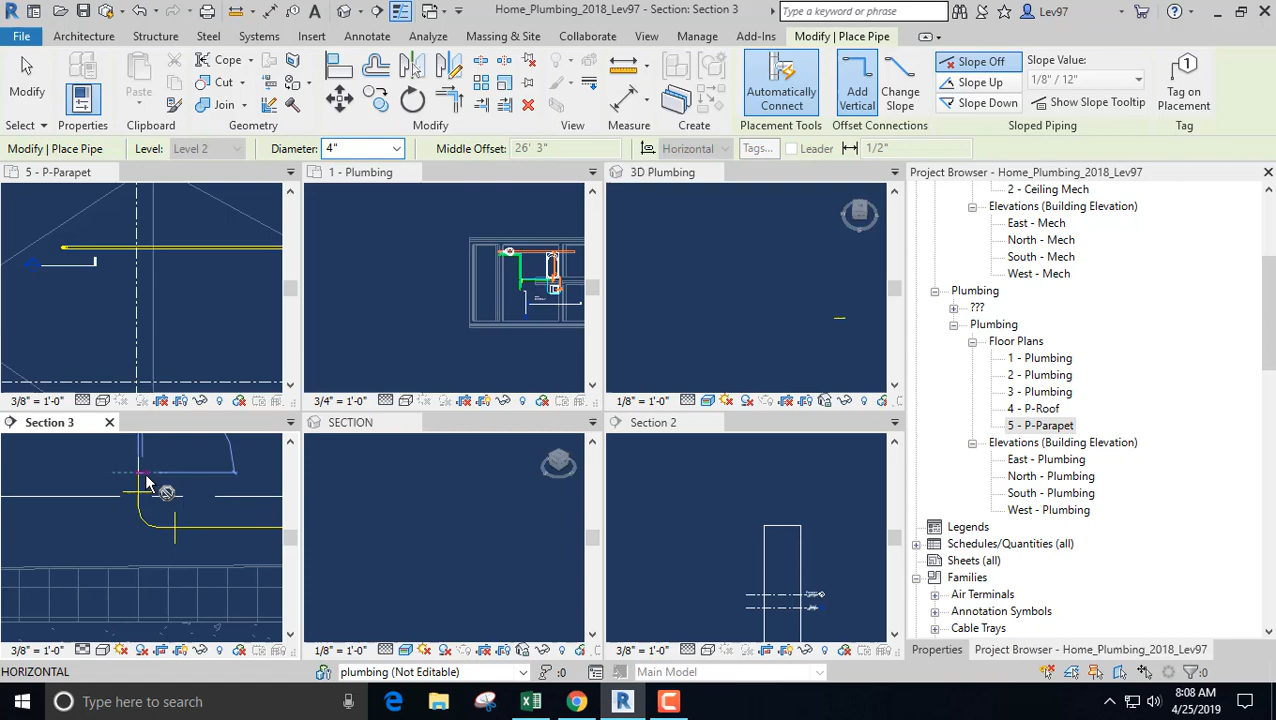 Home_Plumbing_2018_Lev97 - Section: Section 3
Type a keyword or phrase
Lev97
File
Architecture
Structure
Steel
Systems
Insert
Annotate
Analyze
Massing & Site
Collaborate
View
Manage
Add-Ins
Modify | Place Pipe
Modify
Paste
Cope
Cut
Join
Automatically Connect
Add Vertical
Change Slope
Slope Off
Slope Up
Slope Down
Slope Value:
1/8" / 12"
Show Slope Tooltip
Tag on Placement
Select
Properties
Clipboard
Geometry
Modify
View
Measure
Create
Placement Tools
Offset Connections
Sloped Piping
Tag
Modify | Place Pipe
Level: Level 2
Diameter: 4"
Middle Offset: 26' 3"
Horizontal
Tags...
Leader
1/2"
5 - P-Parapet
1 - Plumbing
3D Plumbing
Project Browser - Home_Plumbing_2018_Lev97
3/8" = 1'-0"
3/4" = 1'-0"
1/8" = 1'-0"
Section 3
SECTION
Section 2
3/8" = 1'-0"
1/8" = 1'-0"
3/8" = 1'-0"
2 - Ceiling Mech
Elevations (Building Elevation)
East - Mech
North - Mech
South - Mech
West - Mech
Plumbing
???
Plumbing
Floor Plans
1 - Plumbing
2 - Plumbing
3 - Plumbing
4 - P-Roof
5 - P-Parapet
Elevations (Building Elevation)
East - Plumbing
North - Plumbing
South - Plumbing
West - Plumbing
Legends
Schedules/Quantities (all)
Sheets (all)
Families
Air Terminals
Annotation Symbols
Cable Trays
Properties
Project Browser - Home_Plumbing_2018_Lev97
HORIZONTAL
plumbing (Not Editable)
:0
Main Model
:0
Type here to search
8:08 AM
4/25/2019